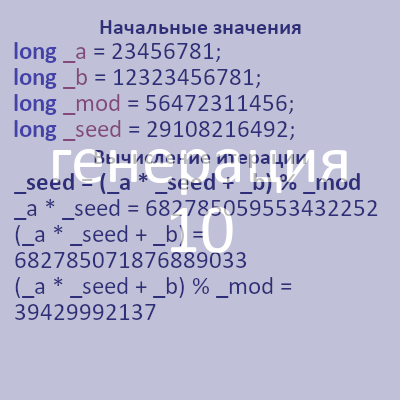 Начальные значения
long _a = 23456781;
long _b = 12323456781;
long _mod = 56472311456;
long _seed = 29108216492;
Вычисление итерации
_seed = (_a * _seed + _b) % _mod
_a * _seed = 682785059553432252
(_a * _seed + _b) =
682785071876889033
(_a * _seed + _b) % _mod =
39429992137
генерация
10